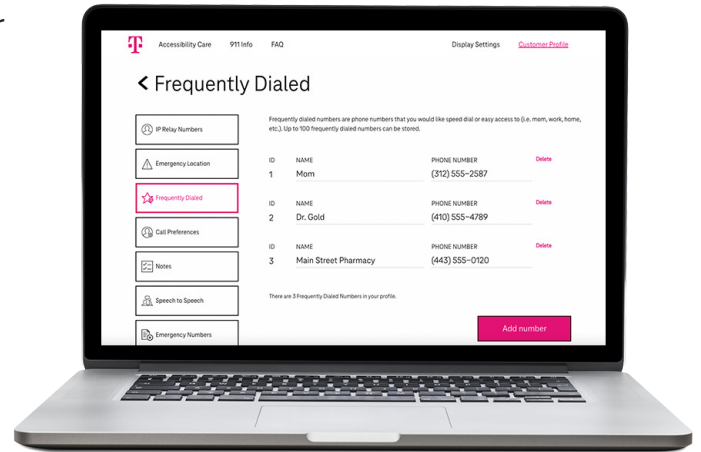 Accessibility Care 911 Info FAQ Display Settings Customer Profile
Frequently Dialed
IP Relay Numbers
Emergency Location
Frequently Dialed
Call Preferences
Notes
Speech to Speech
Emergency Numbers
Frequently dialed numbers are phone numbers that you would like speed dial or easy access to (i.e. mom, work, home,
etc.). Up to 100 frequently dialed numbers can be stored.
ID NAME PHONE NUMBER Delete
1 Mom (312) 555-2587
ID NAME PHONE NUMBER Delete
2 Dr. Gold (410) 555-4789
ID NAME PHONE NUMBER Delete
3 Main Street Pharmacy (443) 555-0120
There are 3 Frequently Dialed Numbers in your profile.
Add number